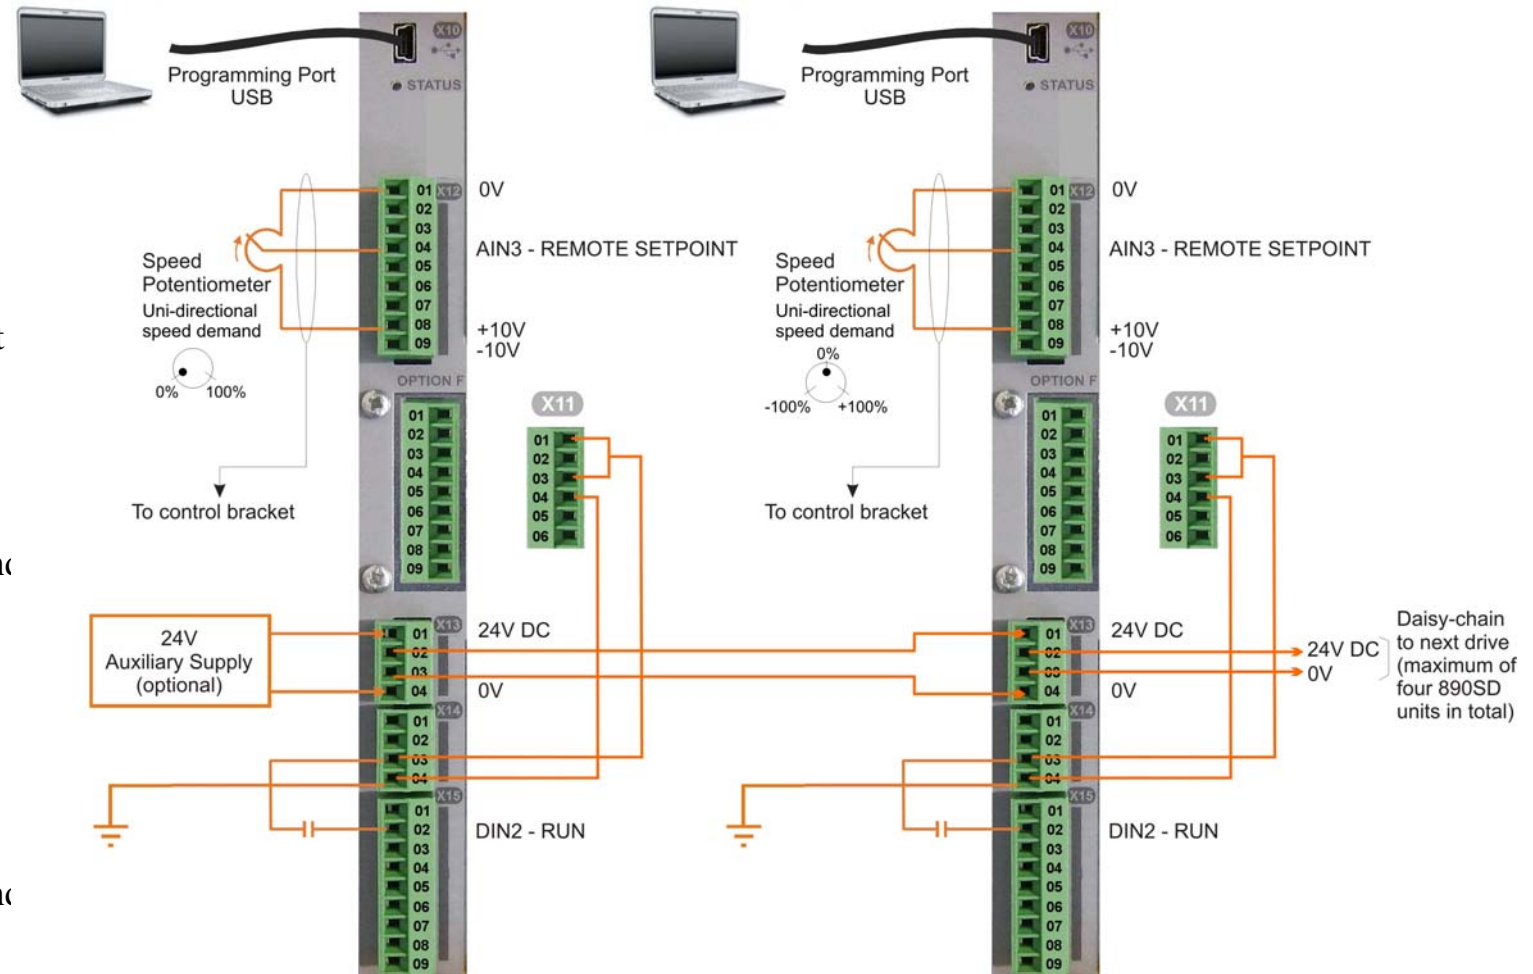 X10
Programming Port
USB
STATUS
01 X12 0V
02
03
04 AIN3 - REMOTE SETPOINT
05
06
07
08 +10V
09 -10V
Speed
Potentiometer
Uni-directional
speed demand
0% 100%
OPTION F
X11
01
02
03
04
05
06
07
08
09
01
02
03
04
05
06
To control bracket
24V
Auxiliary Supply
(optional)
X13
01 24V DC
02
03
04 0V
X14
01
02
03
04
X15
01
02 DIN2 - RUN
03
04
05
06
07
08
09
X10
Programming Port
USB
STATUS
01 X12 0V
02
03
04 AIN3 - REMOTE SETPOINT
05
06
07
08 +10V
09 -10V
Speed
Potentiometer
Uni-directional
speed demand
0%
-100% +100%
OPTION F
X11
01
02
03
04
05
06
07
08
09
01
02
03
04
05
06
To control bracket
X13
01 24V DC
02
03
04 0V
24V DC
0V
Daisy-chain
to next drive
(maximum of
four 890SD
units in total)
X14
01
02
03
04
X15
01
02 DIN2 - RUN
03
04
05
06
07
08
09